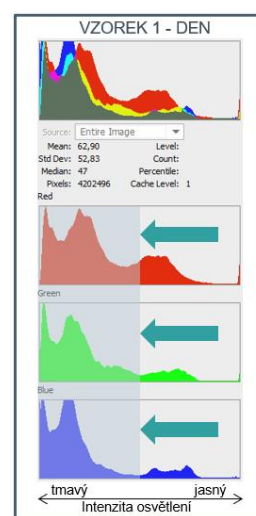 VZOREK 1 - DEN
Source: Entire Image
Mean: 62,90 Level:
Std Dev: 52,83 Count:
Median: 47 Percentile:
Pixels: 4202496 Cache Level: 1
Red
Green
Blue
tmavý jasný
Intenzita osvětlení